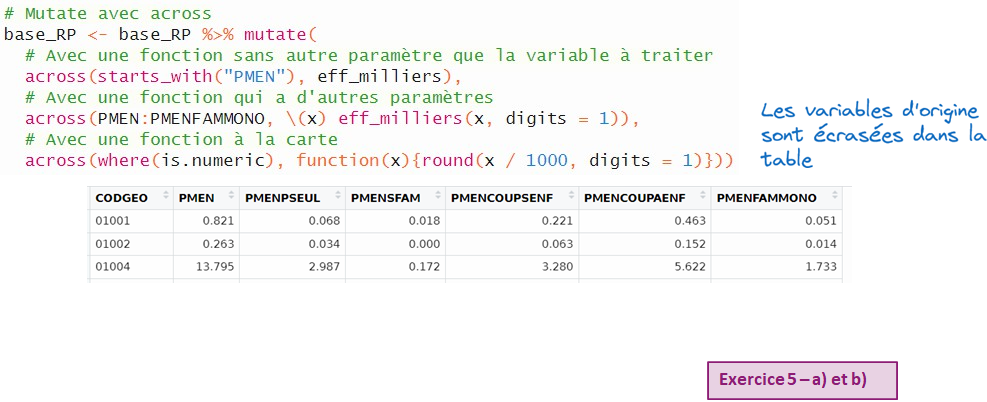 # Mutate avec across
base_RP <- base_RP %>% mutate(
# Avec une fonction sans autre paramètre que la variable à traiter
across(starts_with("PMEN"), eff_milliers),
# Avec une fonction qui a d'autres paramètres
across(PMEN:PMENFAMMONO, \(x) eff_milliers(x, digits = 1)),
# Avec une fonction à la carte
across(where(is.numeric), function(x){round(x / 1000, digits = 1)}))
Les variables d'origine
sont écrasées dans la
table
CODGEO PMEN PMENPSEUL PMENSFAM PMENCOUPSENF PMENCOUPAENF PMENFAMMONO
01001 0.821 0.068 0.018 0.221 0.463 0.051
01002 0.263 0.034 0.000 0.063 0.152 0.014
01004 13.795 2.987 0.172 3.280 5.622 1.733
Exercice 5 – a) et b)